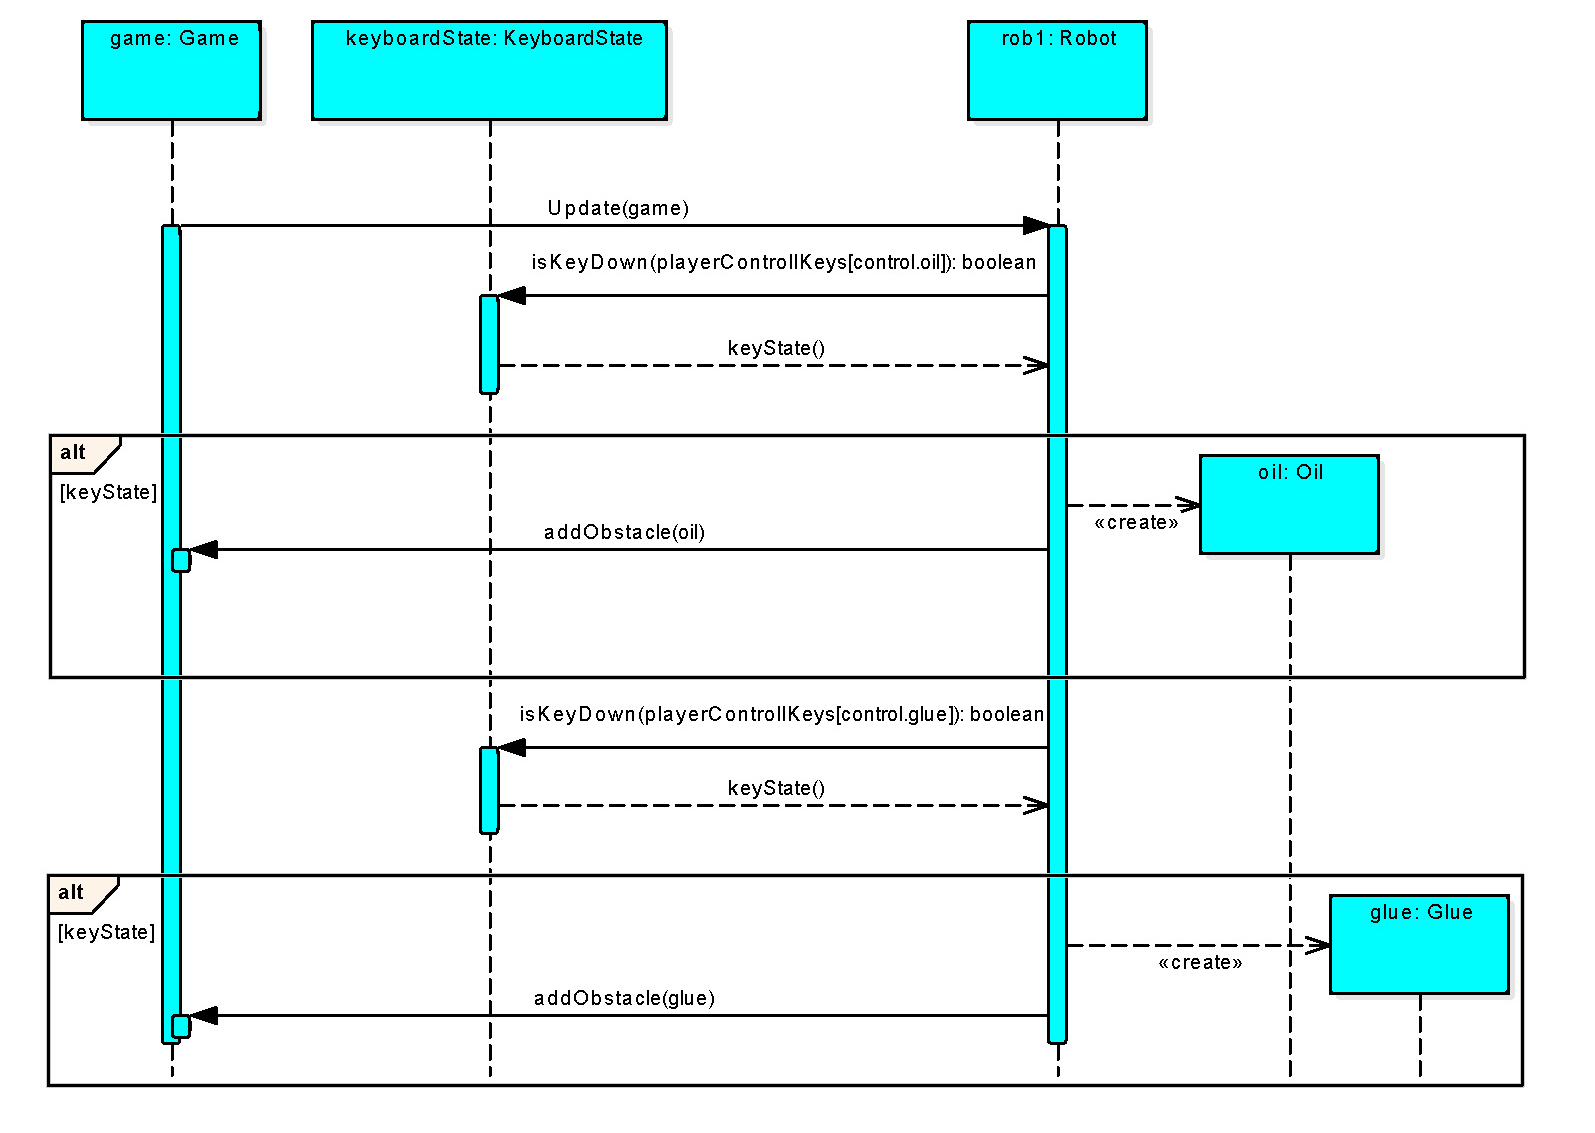 game: Game
keyboardState: KeyboardState
rob1: Robot
Update(game)
isKeyDown(playerControllKeys[control.oil]): boolean
keyState()
alt
[keyState]
oil: Oil
«create»
addObstacle(oil)
isKeyDown(playerControllKeys[control.glue]): boolean
keyState()
alt
[keyState]
glue: Glue
«create»
addObstacle(glue)